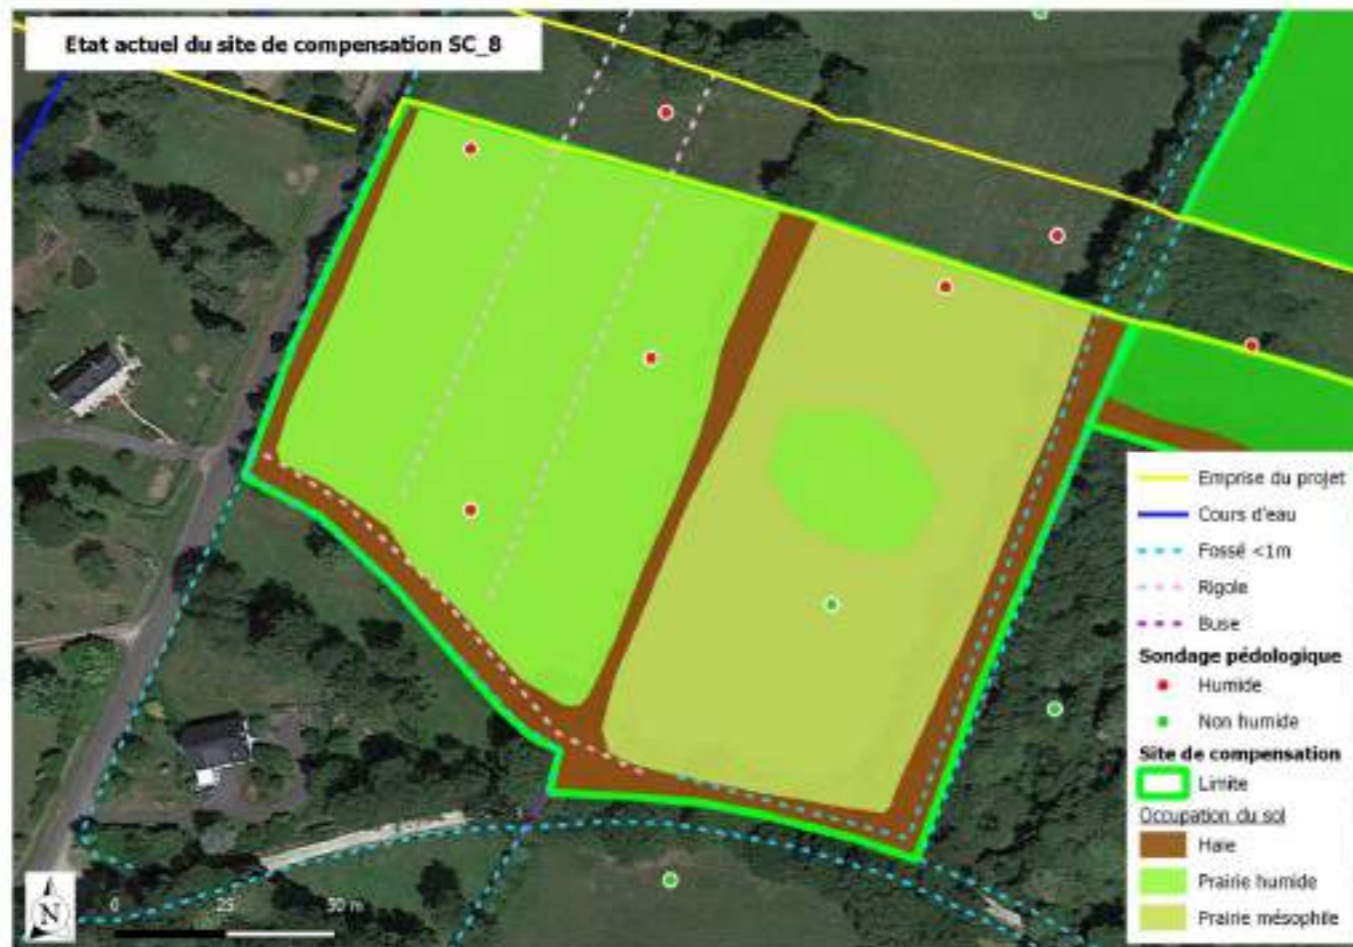 Etat actuel du site de compensation SC_8
Emprise du projet
Cours d'eau
Fossé <1m
Rigole
Buse
Sondage pédologique
Humide
Non humide
Site de compensation
Limite
Occupation du sol
Haie
Prairie humide
Prairie mésophile
N
0 25 50 m